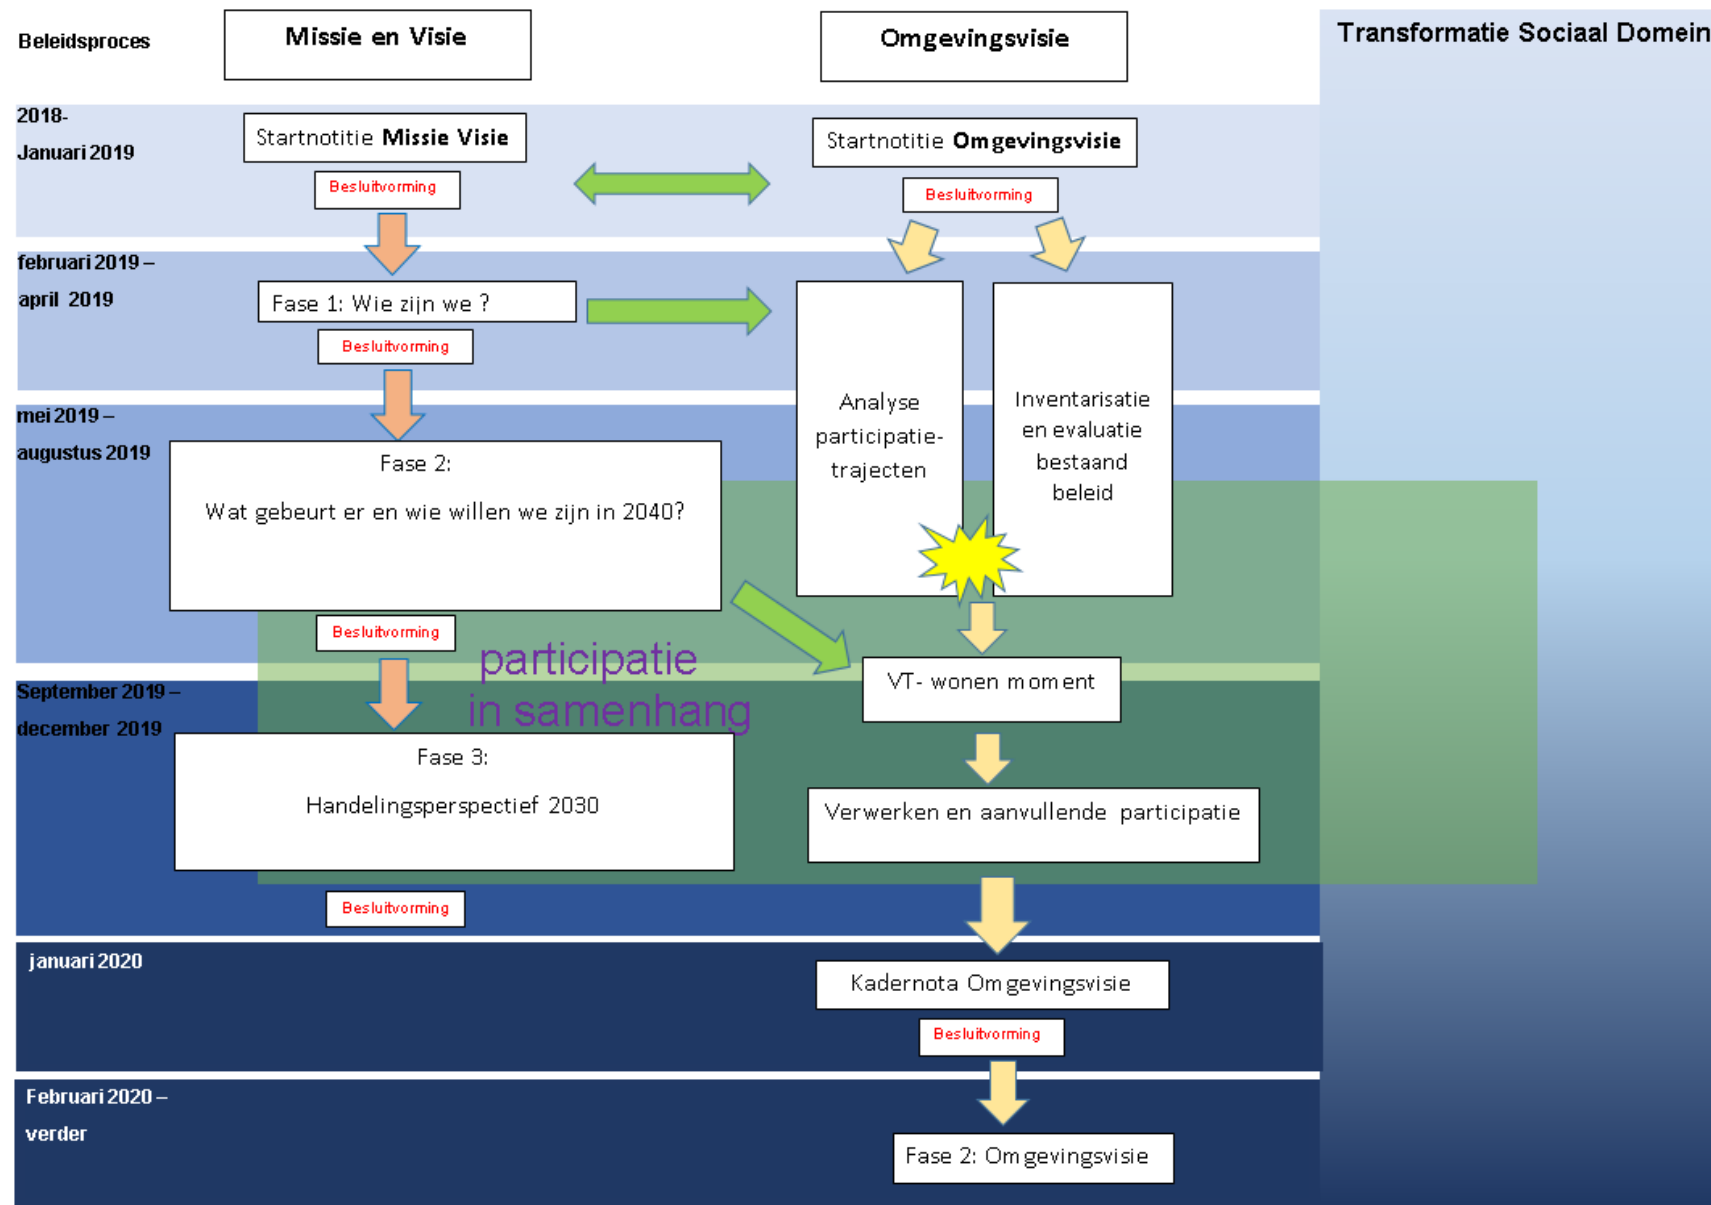 Beleidsproces
Missie en Visie
Omgevingsvisie
Transformatie Sociaal Domein
2018-
Januari 2019
Startnotitie Missie Visie
Besluitvorming
Startnotitie Omgevingsvisie
Besluitvorming
februari 2019 –
april 2019
Fase 1: Wie zijn we ?
Besluitvorming
Analyse
participatie-
trajecten
Inventarisatie
en evaluatie
bestaand
beleid
mei 2019 –
augustus 2019
Fase 2:
Wat gebeurt er en wie willen we zijn in 2040?
Besluitvorming
participatie
in samenhang
VT- wonen moment
September 2019 –
december 2019
Fase 3:
Handelingsperspectief 2030
Besluitvorming
Verwerken en aanvullende participatie
januari 2020
Kadernota Omgevingsvisie
Besluitvorming
Februari 2020 –
verder
Fase 2: Omgevingsvisie